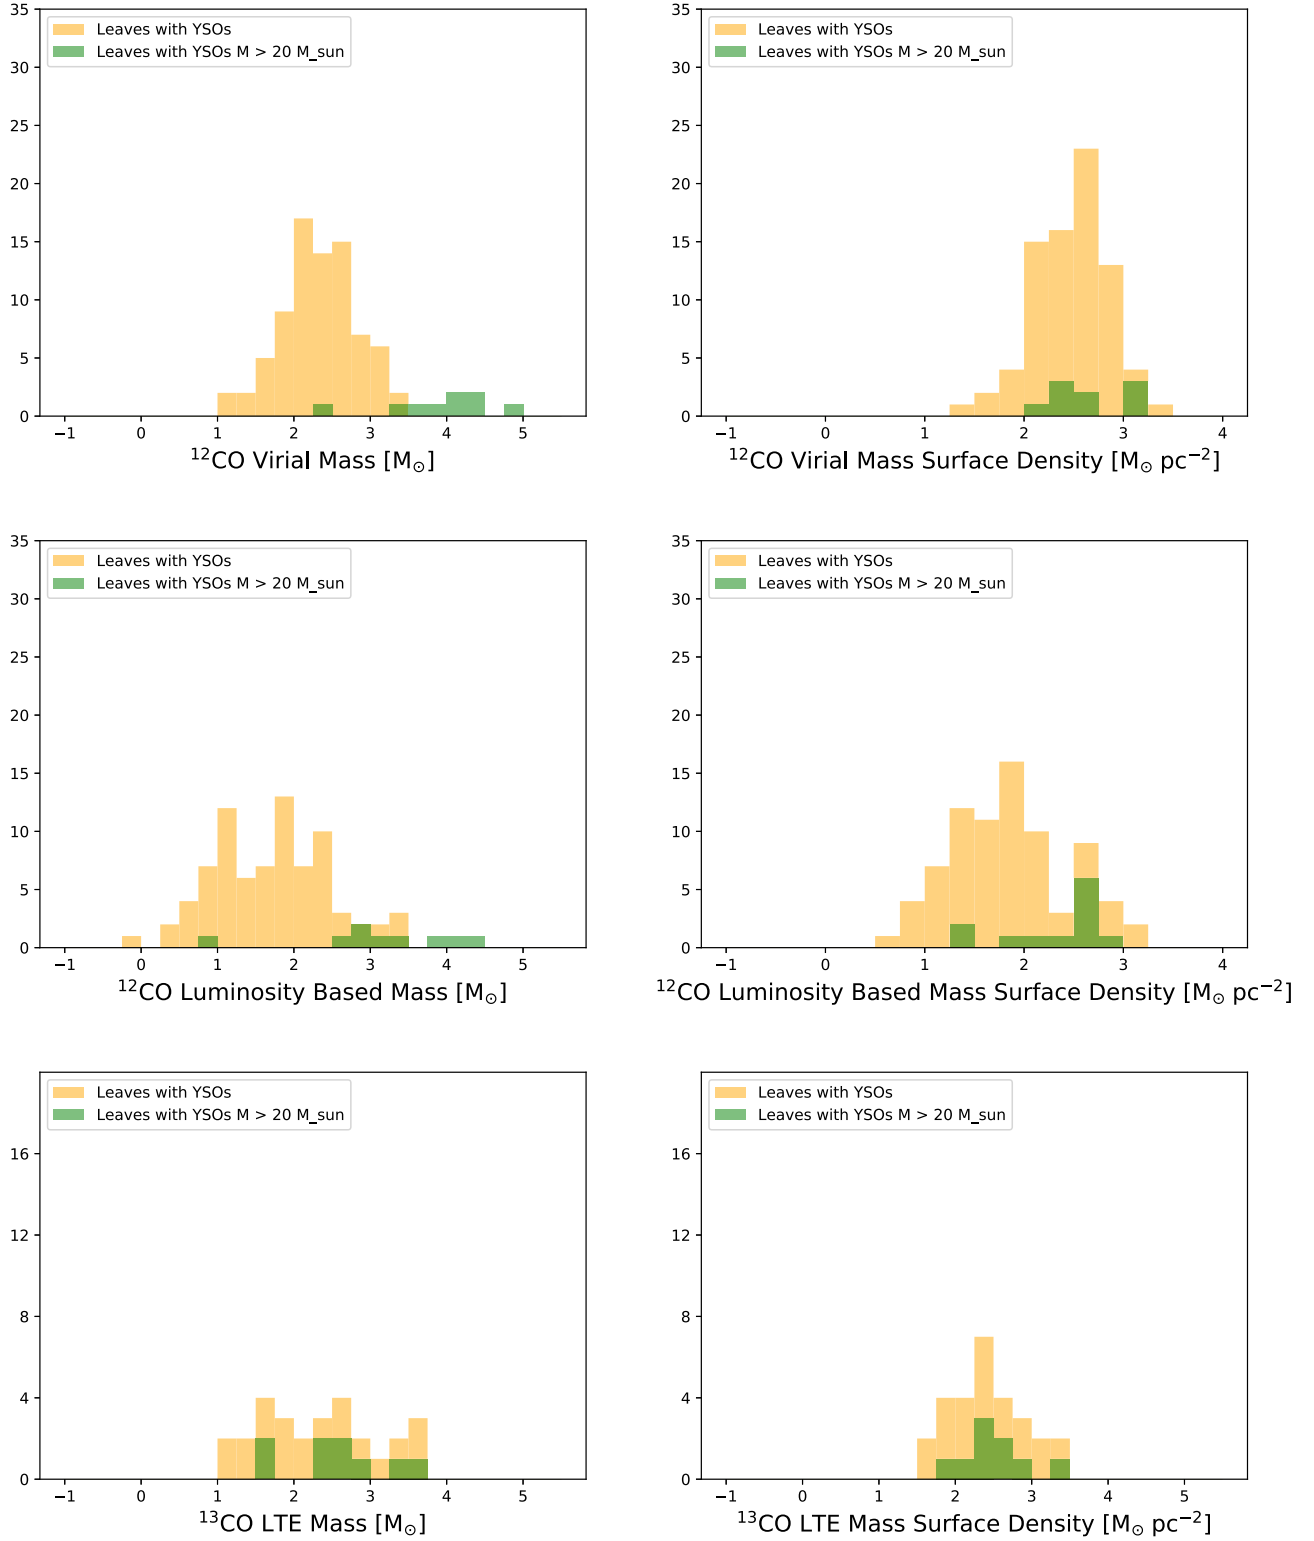 35
30
25
20
15
10
5
0
Leaves with YSOs
Leaves with YSOs M > 20 M_sun
−1 0 1 2 3 4 5
¹²CO Virial Mass [M⊙]
35
30
25
20
15
10
5
0
Leaves with YSOs
Leaves with YSOs M > 20 M_sun
−1 0 1 2 3 4
¹²CO Virial Mass Surface Density [M⊙ pc⁻²]
35
30
25
20
15
10
5
0
Leaves with YSOs
Leaves with YSOs M > 20 M_sun
−1 0 1 2 3 4 5
¹²CO Luminosity Based Mass [M⊙]
35
30
25
20
15
10
5
0
Leaves with YSOs
Leaves with YSOs M > 20 M_sun
−1 0 1 2 3 4
¹²CO Luminosity Based Mass Surface Density [M⊙ pc⁻²]
16
12
8
4
0
Leaves with YSOs
Leaves with YSOs M > 20 M_sun
−1 0 1 2 3 4 5
¹³CO LTE Mass [M⊙]
16
12
8
4
0
Leaves with YSOs
Leaves with YSOs M > 20 M_sun
−1 0 1 2 3 4 5
¹³CO LTE Mass Surface Density [M⊙ pc⁻²]